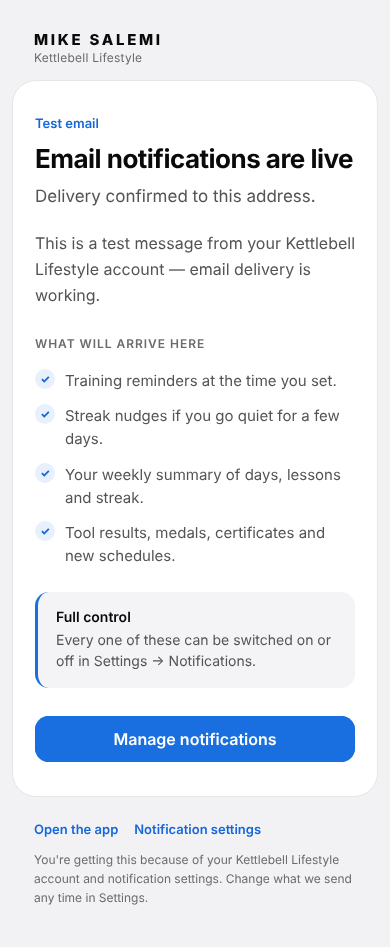 MIKE SALEMI
Kettlebell Lifestyle
Test email
Email notifications are live
Delivery confirmed to this address.
This is a test message from your Kettlebell
Lifestyle account — email delivery is
working.
WHAT WILL ARRIVE HERE
Training reminders at the time you set.
Streak nudges if you go quiet for a few
days.
Your weekly summary of days, lessons
and streak.
Tool results, medals, certificates and
new schedules.
Full control
Every one of these can be switched on or
off in Settings → Notifications.
Manage notifications
Open the app Notification settings
You're getting this because of your Kettlebell Lifestyle
account and notification settings. Change what we send
any time in Settings.